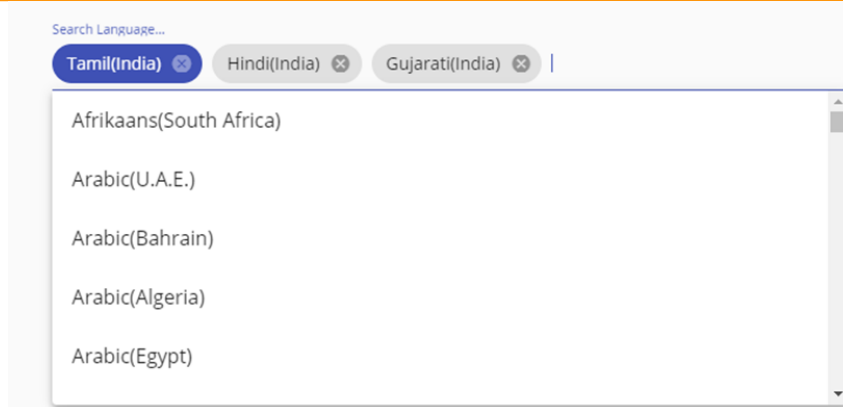 Search Language...
Tamil(India) Hindi(India) Gujarati(India)
Afrikaans(South Africa)
Arabic(U.A.E.)
Arabic(Bahrain)
Arabic(Algeria)
Arabic(Egypt)